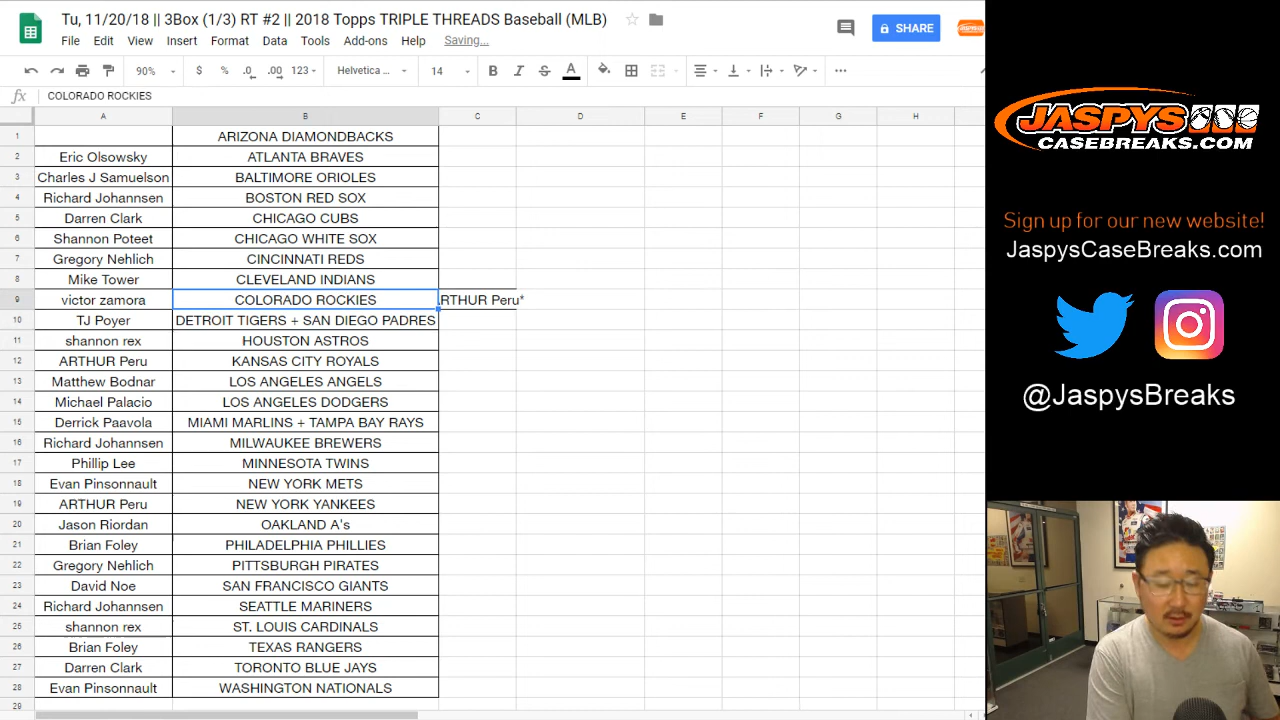 Tu, 11/20/18 || 3Box (1/3) RT #2 || 2018 Topps TRIPLE THREADS Baseball (MLB)
File Edit View Insert Format Data Tools Add-ons Help Saving...
SHARE
90% $ % .0 .00 123 Helvetica ... 14 B I S A
fx COLORADO ROCKIES
A B C D E F G H
1 ARIZONA DIAMONDBACKS
2 Eric Olsowsky ATLANTA BRAVES
3 Charles J Samuelson BALTIMORE ORIOLES
4 Richard Johannsen BOSTON RED SOX
5 Darren Clark CHICAGO CUBS
6 Shannon Poteet CHICAGO WHITE SOX
7 Gregory Nehlich CINCINNATI REDS
8 Mike Tower CLEVELAND INDIANS
9 victor zamora COLORADO ROCKIES RTHUR Peru*
10 TJ Poyer DETROIT TIGERS + SAN DIEGO PADRES
11 shannon rex HOUSTON ASTROS
12 ARTHUR Peru KANSAS CITY ROYALS
13 Matthew Bodnar LOS ANGELES ANGELS
14 Michael Palacio LOS ANGELES DODGERS
15 Derrick Paavola MIAMI MARLINS + TAMPA BAY RAYS
16 Richard Johannsen MILWAUKEE BREWERS
17 Phillip Lee MINNESOTA TWINS
18 Evan Pinsonnault NEW YORK METS
19 ARTHUR Peru NEW YORK YANKEES
20 Jason Riordan OAKLAND A's
21 Brian Foley PHILADELPHIA PHILLIES
22 Gregory Nehlich PITTSBURGH PIRATES
23 David Noe SAN FRANCISCO GIANTS
24 Richard Johannsen SEATTLE MARINERS
25 shannon rex ST. LOUIS CARDINALS
26 Brian Foley TEXAS RANGERS
27 Darren Clark TORONTO BLUE JAYS
28 Evan Pinsonnault WASHINGTON NATIONALS
29
JASPYS
CASEBREAKS.COM
Sign up for our new website!
JaspysCaseBreaks.com
@JaspysBreaks